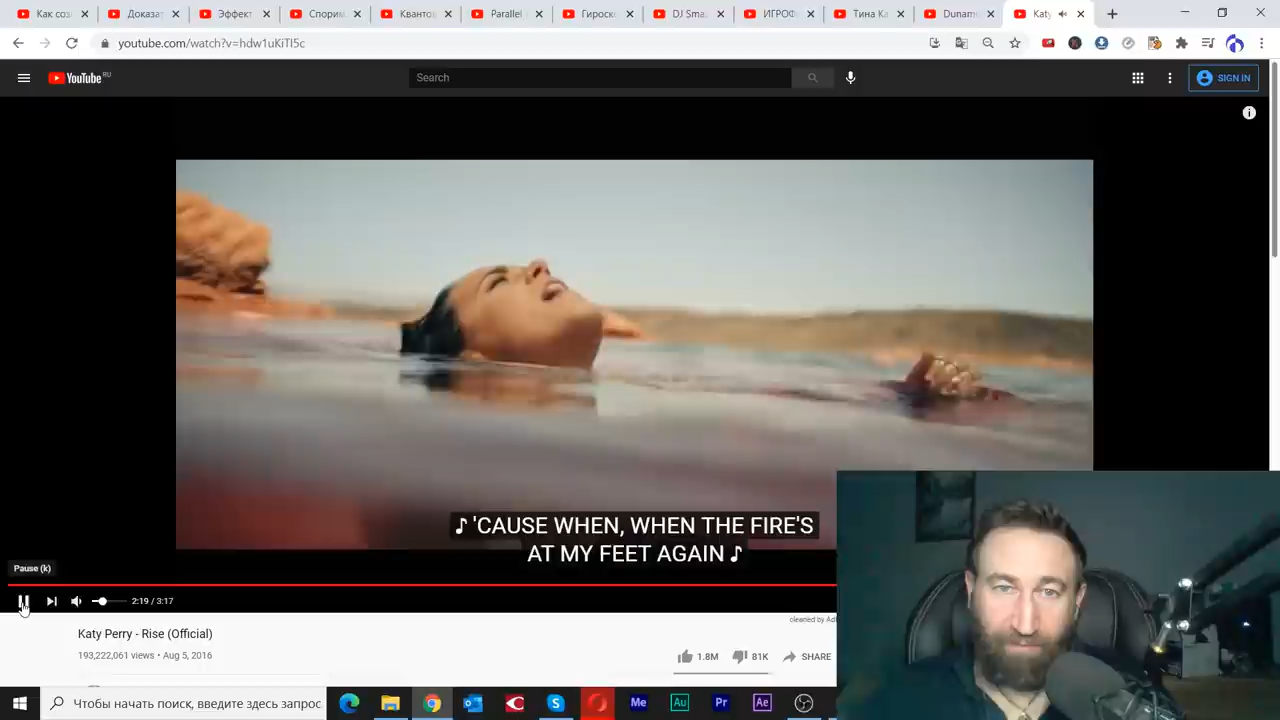 Как соз
Доказат
Эффект
Спорим
Квантов
Parallel
Гироск
DJ Sma
ИГРОФ
Тина Ка
Dunam
Katy
youtube.com/watch?v=hdw1uKiTI5c
YouTube RU
Search
SIGN IN
♪ 'CAUSE WHEN, WHEN THE FIRE'S
AT MY FEET AGAIN ♪
Pause (k)
2:19 / 3:17
Katy Perry - Rise (Official)
193,222,061 views • Aug 5, 2016
1.8M
81K
SHARE
Чтобы начать поиск, введите здесь запрос
Me
Au
Pr
Ae